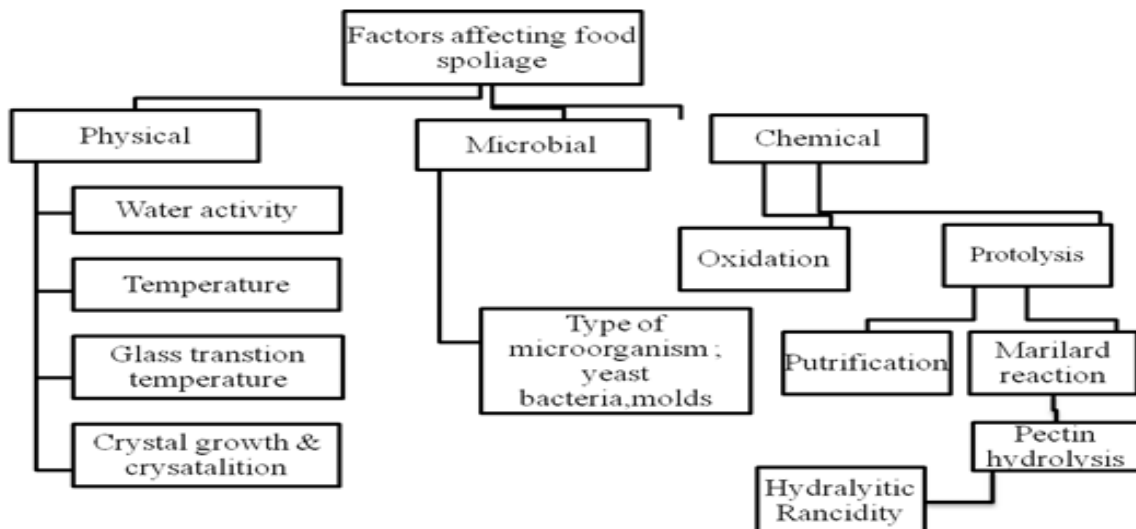 Factors affecting food
spoliage
Physical
Microbial
Chemical
Water activity
Temperature
Glass transtion
temperature
Crystal growth &
crysatalition
Type of
microorganism ;
yeast
bacteria,molds
Oxidation
Protolysis
Putrification
Marilard
reaction
Pectin
hydrolysis
Hydralyitic
Rancidity